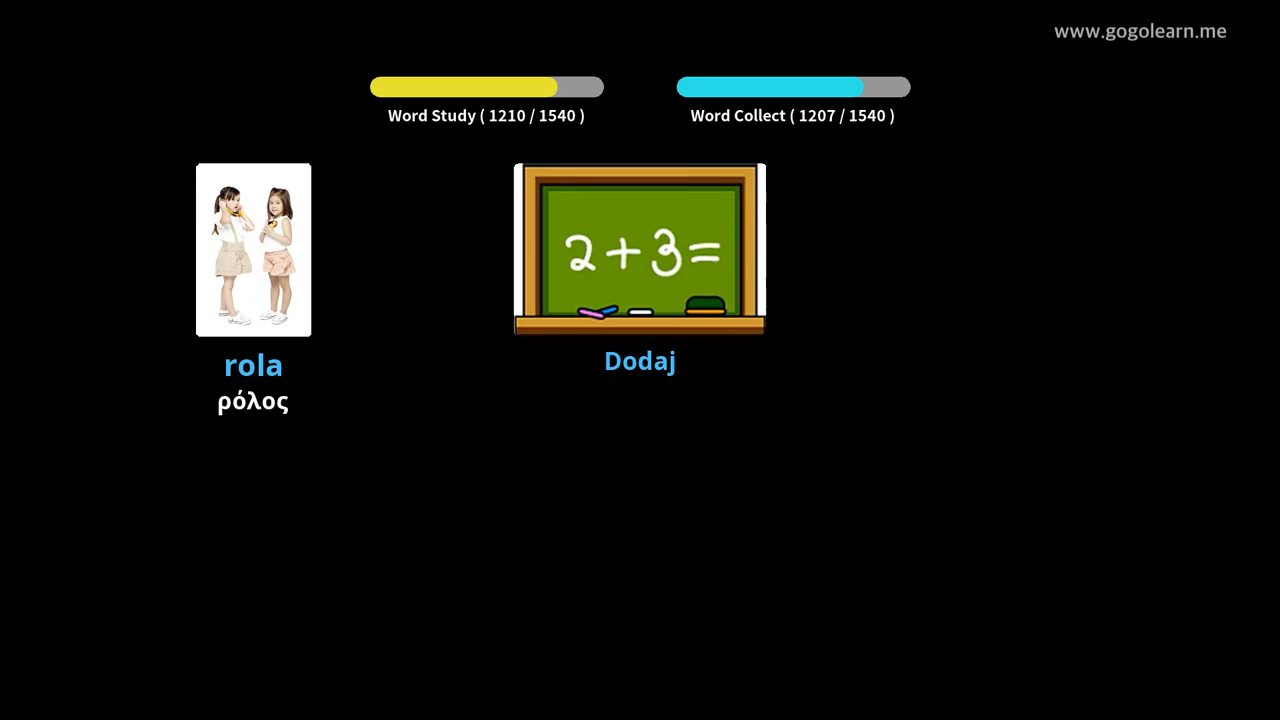 www.gogolearn.me
Word Study ( 1210 / 1540 )
Word Collect ( 1207 / 1540 )
2+3=
rola
ρόλος
Dodaj